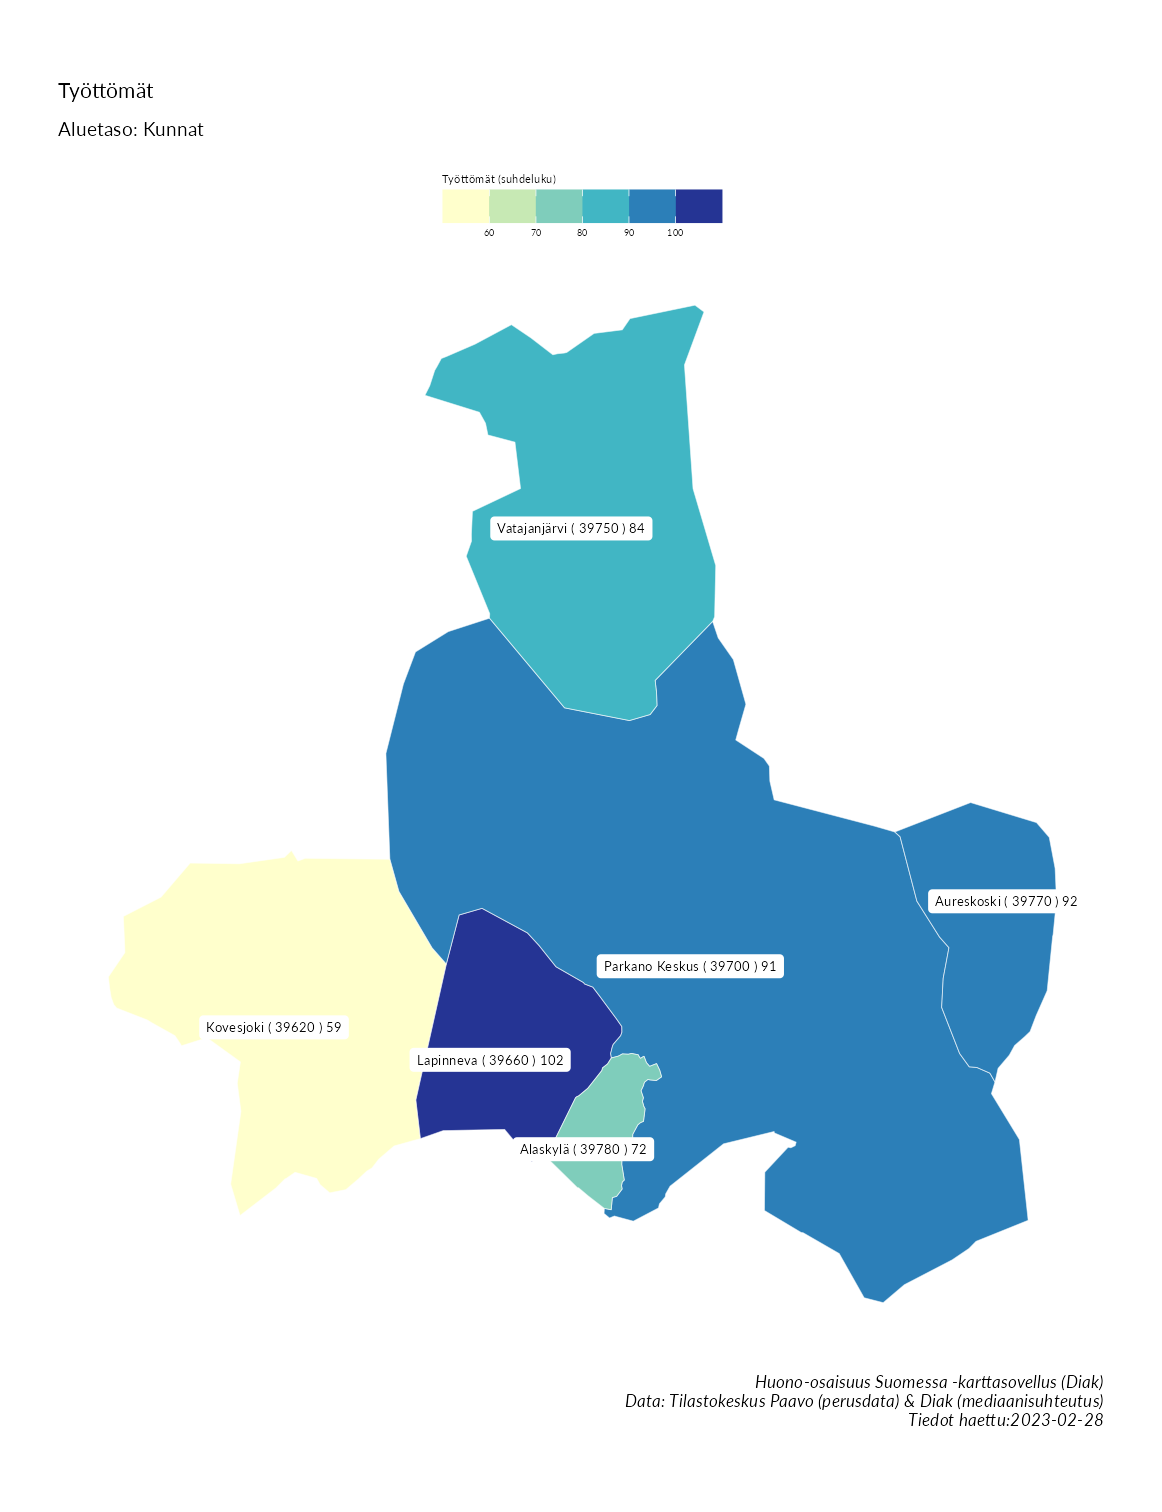 Työttömät
Aluetaso: Kunnat
Työttömät (suhdeluku)
60 70 80 90 100
Vatajanjärvi ( 39750 ) 84
Aureskoski ( 39770 ) 92
Parkano Keskus ( 39700 ) 91
Kovesjoki ( 39620 ) 59
Lapinneva ( 39660 ) 102
Alaskylä ( 39780 ) 72
Huono-osaisuus Suomessa -karttasovellus (Diak)
Data: Tilastokeskus Paavo (perusdata) & Diak (mediaanisuhteutus)
Tiedot haettu:2023-02-28